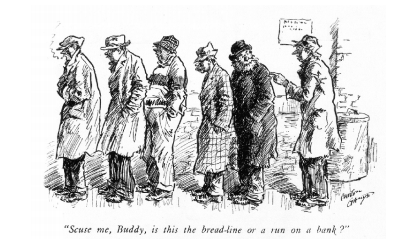 "Scuse me, Buddy, is this the bread-line or a run on a bank?"